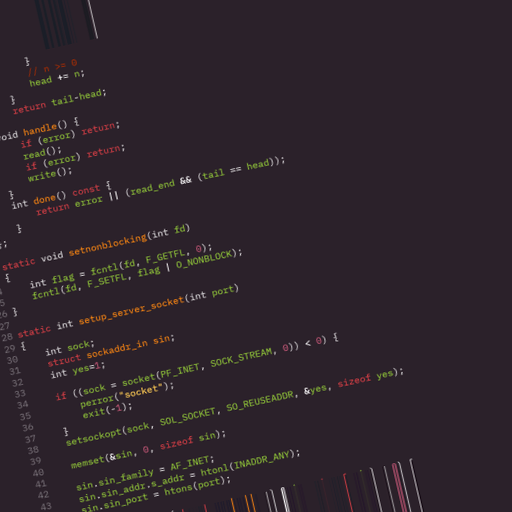 }
// n >= 0
head += n;
}
return tail-head;
void handle() {
if (error) return;
read();
if (error) return;
write();
}
int done() const {
return error || (read_end && (tail == head));
}
};
static void setnonblocking(int fd)
{
int flag = fcntl(fd, F_GETFL, 0);
fcntl(fd, F_SETFL, flag | O_NONBLOCK);
26 }
27
28 static int setup_server_socket(int port)
29 {
30 int sock;
31 struct sockaddr_in sin;
32 int yes=1;
33
34 if ((sock = socket(PF_INET, SOCK_STREAM, 0)) < 0) {
35 perror("socket");
36 exit(-1);
37 }
38 setsockopt(sock, SOL_SOCKET, SO_REUSEADDR, &yes, sizeof yes);
39
40 memset(&sin, 0, sizeof sin);
41
42 sin.sin_family = AF_INET;
43 sin.sin_addr.s_addr = htonl(INADDR_ANY);
sin.sin_port = htons(port);